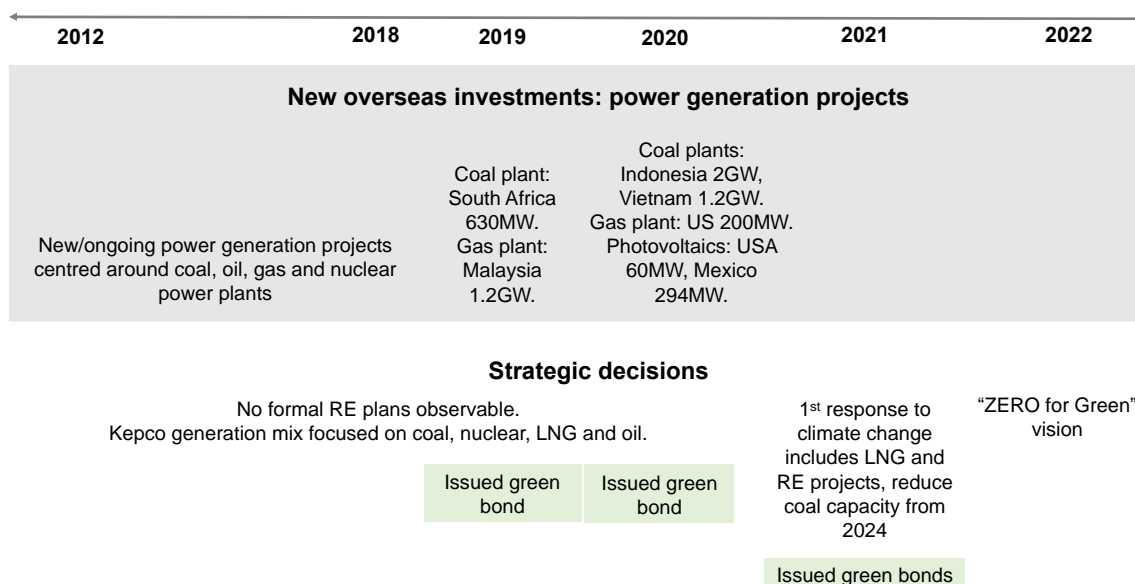 2012 2018 2019 2020 2021 2022
New overseas investments: power generation projects
New/ongoing power generation projects
centred around coal, oil, gas and nuclear
power plants
Coal plant:
South Africa
630MW.
Gas plant:
Malaysia
1.2GW.
Coal plants:
Indonesia 2GW,
Vietnam 1.2GW.
Gas plant: US 200MW.
Photovoltaics: USA
60MW, Mexico
294MW.
Strategic decisions
No formal RE plans observable.
Kepco generation mix focused on coal, nuclear, LNG and oil.
Issued green
bond
Issued green
bond
1st response to
climate change
includes LNG and
RE projects, reduce
coal capacity from
2024
Issued green bonds
“ZERO for Green”
vision